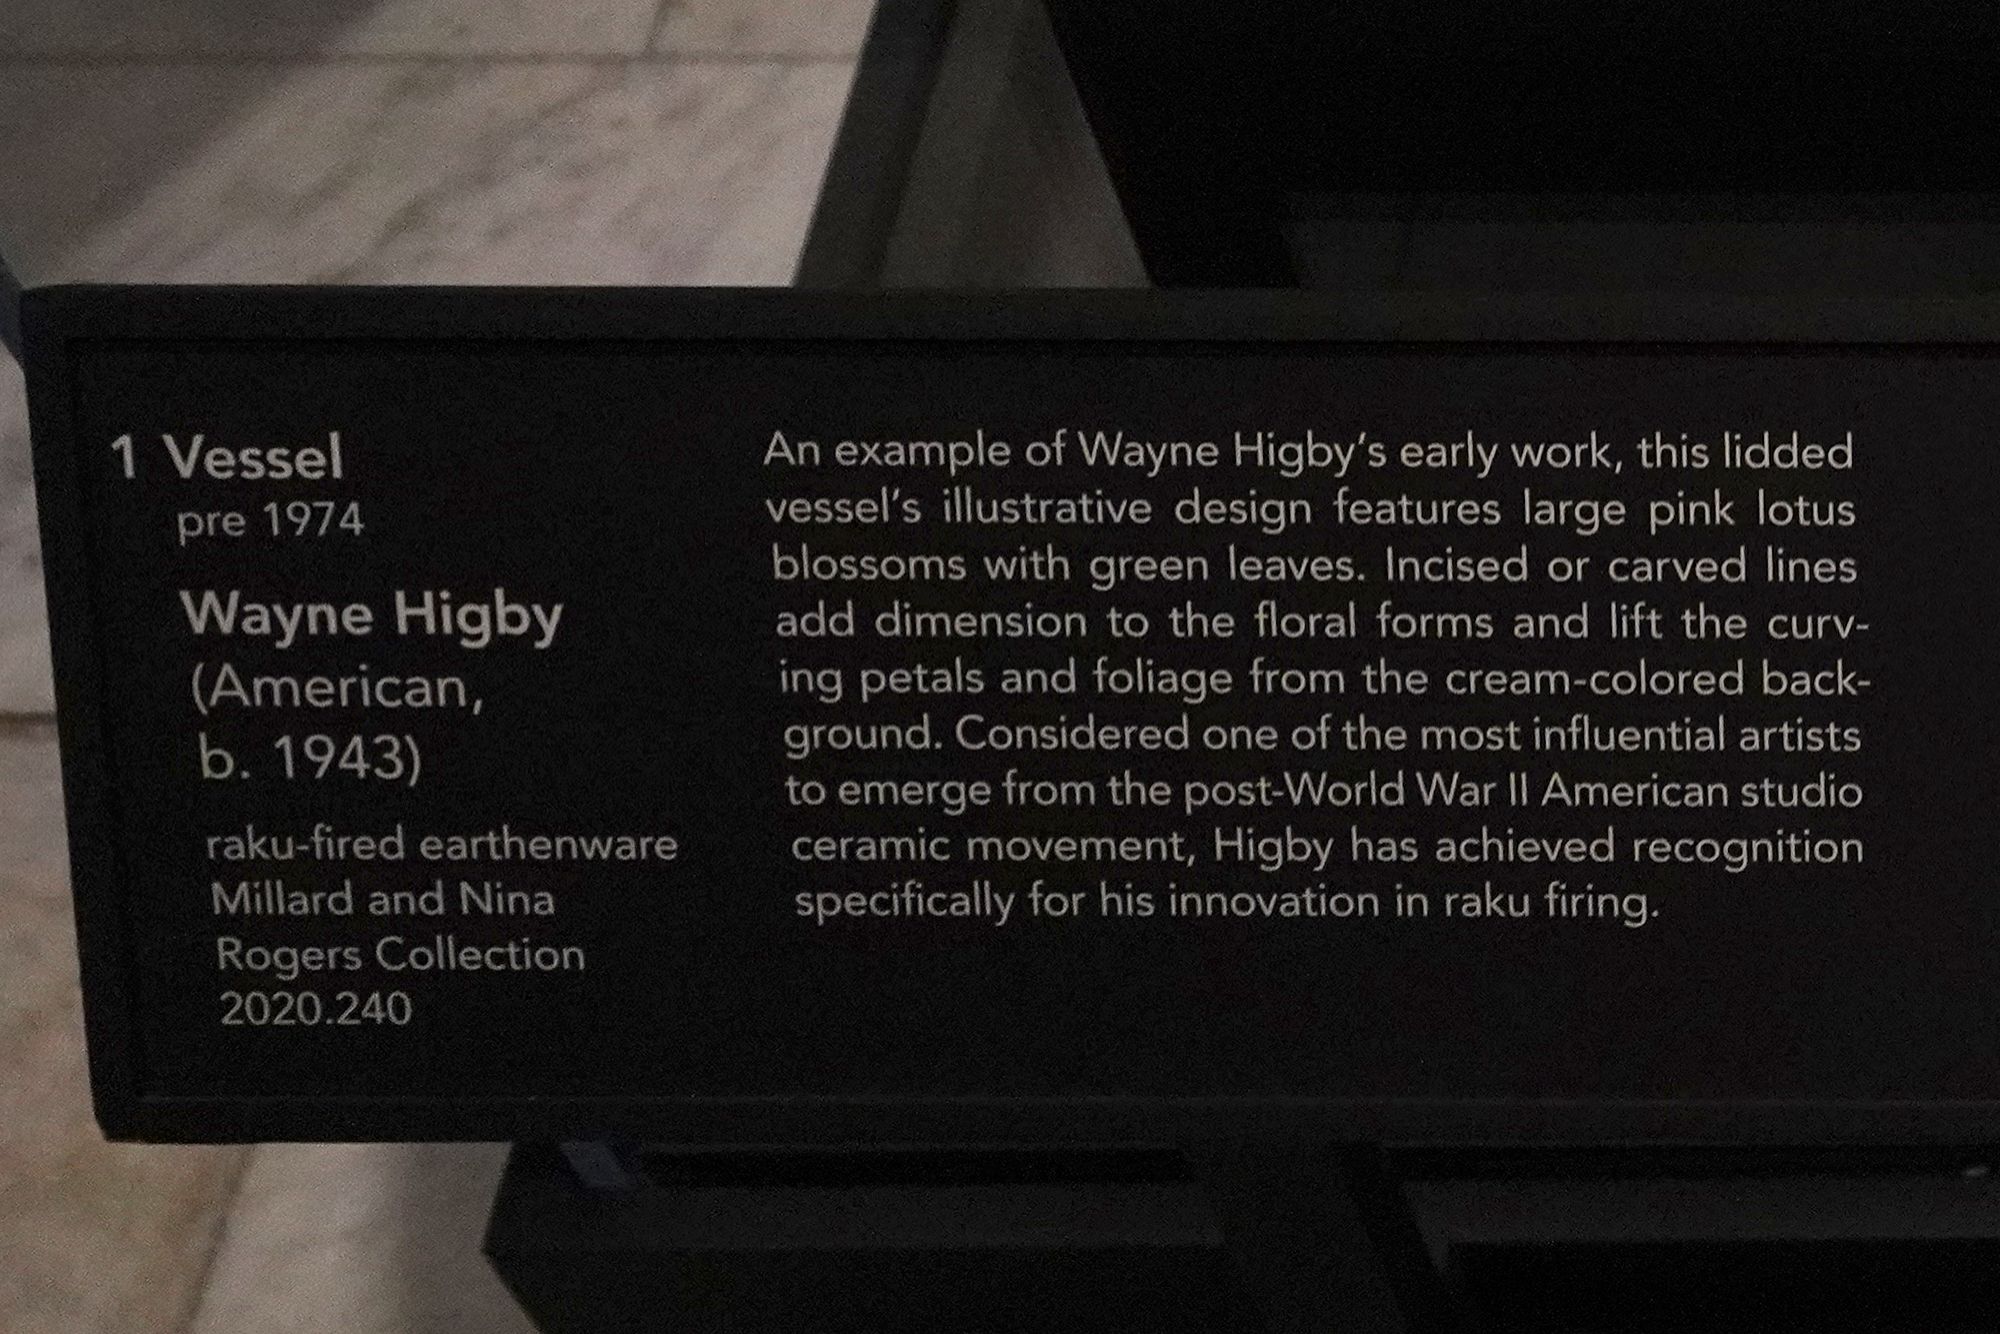 1 Vessel
pre 1974
Wayne Higby
(American,
b. 1943)
raku-fired earthenware
Millard and Nina
Rogers Collection
2020.240
An example of Wayne Higby's early work, this lidded
vessel's illustrative design features large pink lotus
blossoms with green leaves. Incised or carved lines
add dimension to the floral forms and lift the curv-
ing petals and foliage from the cream-colored back-
ground. Considered one of the most influential artists
to emerge from the post-World War II American studio
ceramic movement, Higby has achieved recognition
specifically for his innovation in raku firing.